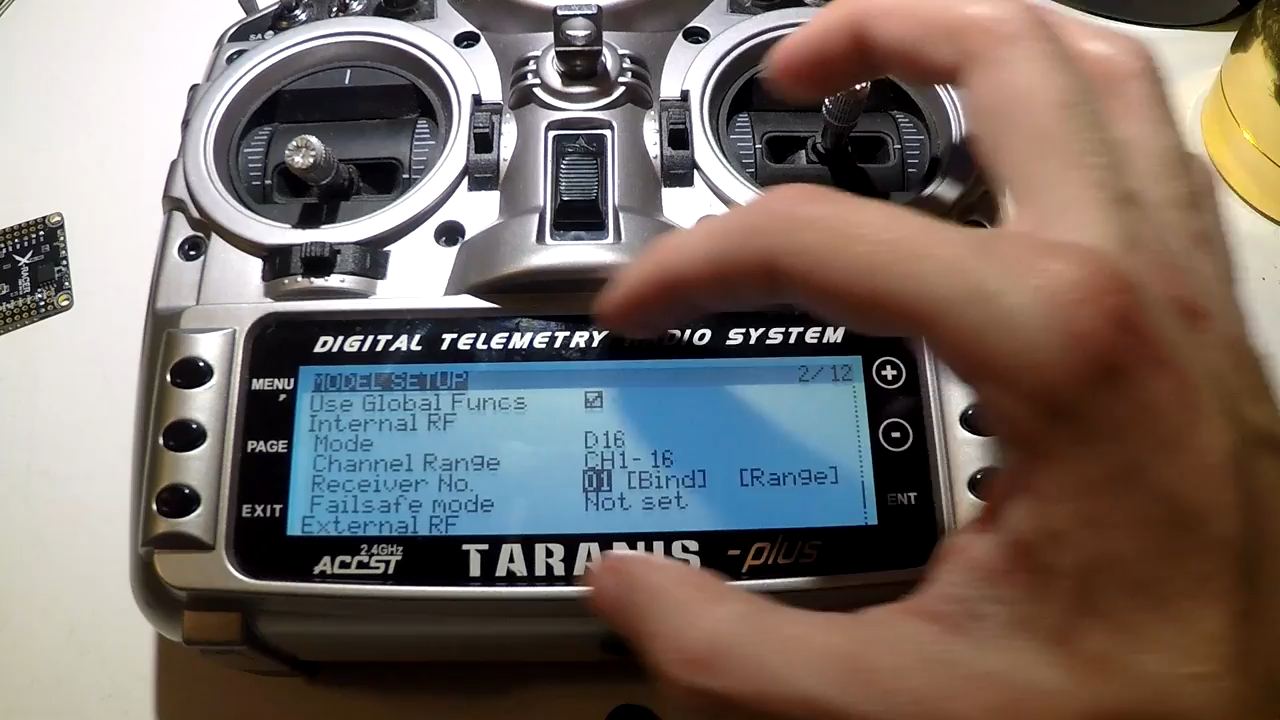 SA
DIGITAL TELEMETRY RADIO SYSTEM
MENU
PAGE
EXIT
MODEL SETUP 2/12
Use Global Funcs
Internal RF
Mode D16
Channel Range CH1-16
Receiver No. 01 [Bind] [Range]
Failsafe mode Not set
External RF
+
-
ENT
ACCST 2.4GHz
TARANIS -plus